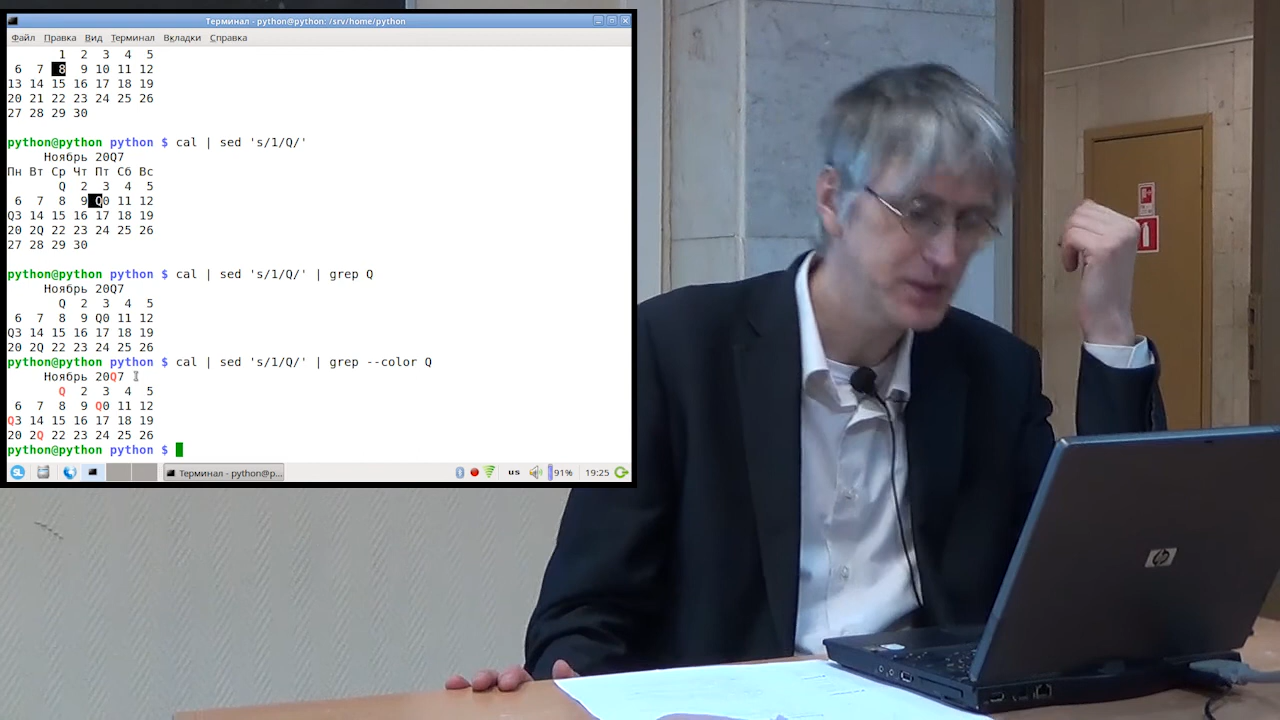 Терминал - python@python: /srv/home/python
Файл Правка Вид Терминал Вкладки Справка
1 2 3 4 5
6 7 8 9 10 11 12
13 14 15 16 17 18 19
20 21 22 23 24 25 26
27 28 29 30
python@python python $ cal | sed 's/1/Q/'
Ноябрь 20Q7
Пн Вт Ср Чт Пт Сб Вс
Q 2 3 4 5
6 7 8 9 Q0 11 12
Q3 14 15 16 17 18 19
20 2Q 22 23 24 25 26
27 28 29 30
python@python python $ cal | sed 's/1/Q/' | grep Q
Ноябрь 20Q7
Q 2 3 4 5
6 7 8 9 Q0 11 12
Q3 14 15 16 17 18 19
20 2Q 22 23 24 25 26
python@python python $ cal | sed 's/1/Q/' | grep --color Q
Ноябрь 20Q7
Q 2 3 4 5
6 7 8 9 Q0 11 12
Q3 14 15 16 17 18 19
20 2Q 22 23 24 25 26
python@python python $
SL Терминал - python@p... us 91% 19:25
hp